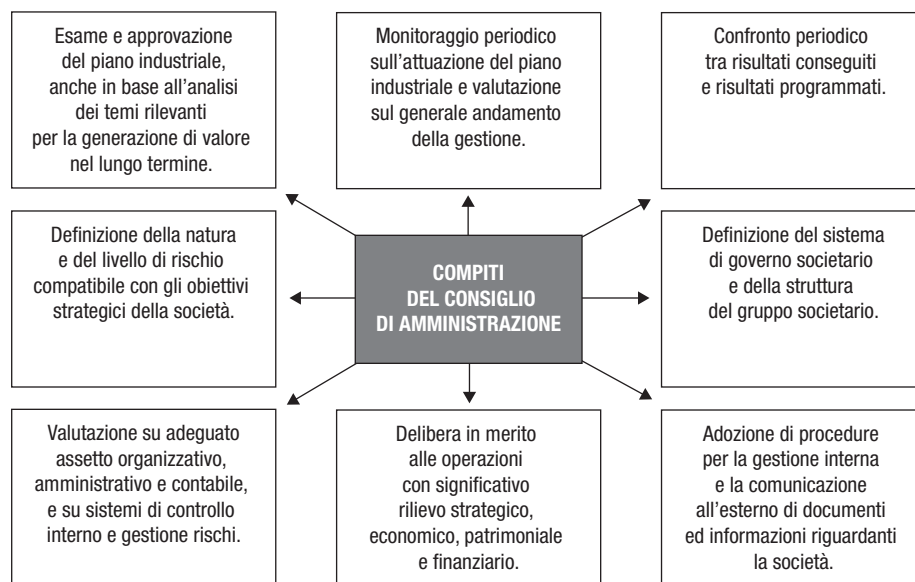 Esame e approvazione
del piano industriale,
anche in base all'analisi
dei temi rilevanti
per la generazione di valore
nel lungo termine.
Monitoraggio periodico
sull'attuazione del piano
industriale e valutazione
sul generale andamento
della gestione.
Confronto periodico
tra risultati conseguiti
e risultati programmati.
Definizione della natura
e del livello di rischio
compatibile con gli obiettivi
strategici della società.
COMPITI
DEL CONSIGLIO
DI AMMINISTRAZIONE
Definizione del sistema
di governo societario
e della struttura
del gruppo societario.
Valutazione su adeguato
assetto organizzativo,
amministrativo e contabile,
e su sistemi di controllo
interno e gestione rischi.
Delibera in merito
alle operazioni
con significativo
rilievo strategico,
economico, patrimoniale
e finanziario.
Adozione di procedure
per la gestione interna
e la comunicazione
all'esterno di documenti
ed informazioni riguardanti
la società.